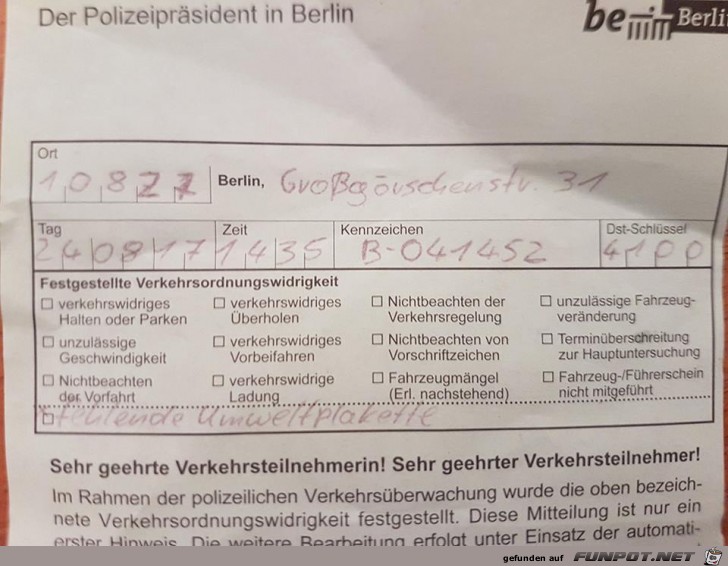 Der Polizeipräsident in Berlin
be Berli
Ort
10827 Berlin, Großgörschenstr. 31
Tag Zeit Kennzeichen Dst-Schlüssel
240817 1435 B-041452 4100
Festgestellte Verkehrsordnungswidrigkeit
verkehrswidriges Halten oder Parken
verkehrswidriges Überholen
Nichtbeachten der Verkehrsregelung
unzulässige Fahrzeug-
veränderung
unzulässige Geschwindigkeit
verkehrswidriges Vorbeifahren
Nichtbeachten von Vorschriftzeichen
Terminüberschreitung zur Hauptuntersuchung
Nichtbeachten der Vorfahrt
verkehrswidrige Ladung
Fahrzeugmängel (Erl. nachstehend)
Fahrzeug-/Führerschein nicht mitgeführt
fehlende Umweltplakette
Sehr geehrte Verkehrsteilnehmerin! Sehr geehrter Verkehrsteilnehmer!
Im Rahmen der polizeilichen Verkehrsüberwachung wurde die oben bezeich-
nete Verkehrsordnungswidrigkeit festgestellt. Diese Mitteilung ist nur ein
erster Hinweis. Die weitere Bearbeitung erfolgt unter Einsatz der automati-
gefunden auf FUNPOT.NET